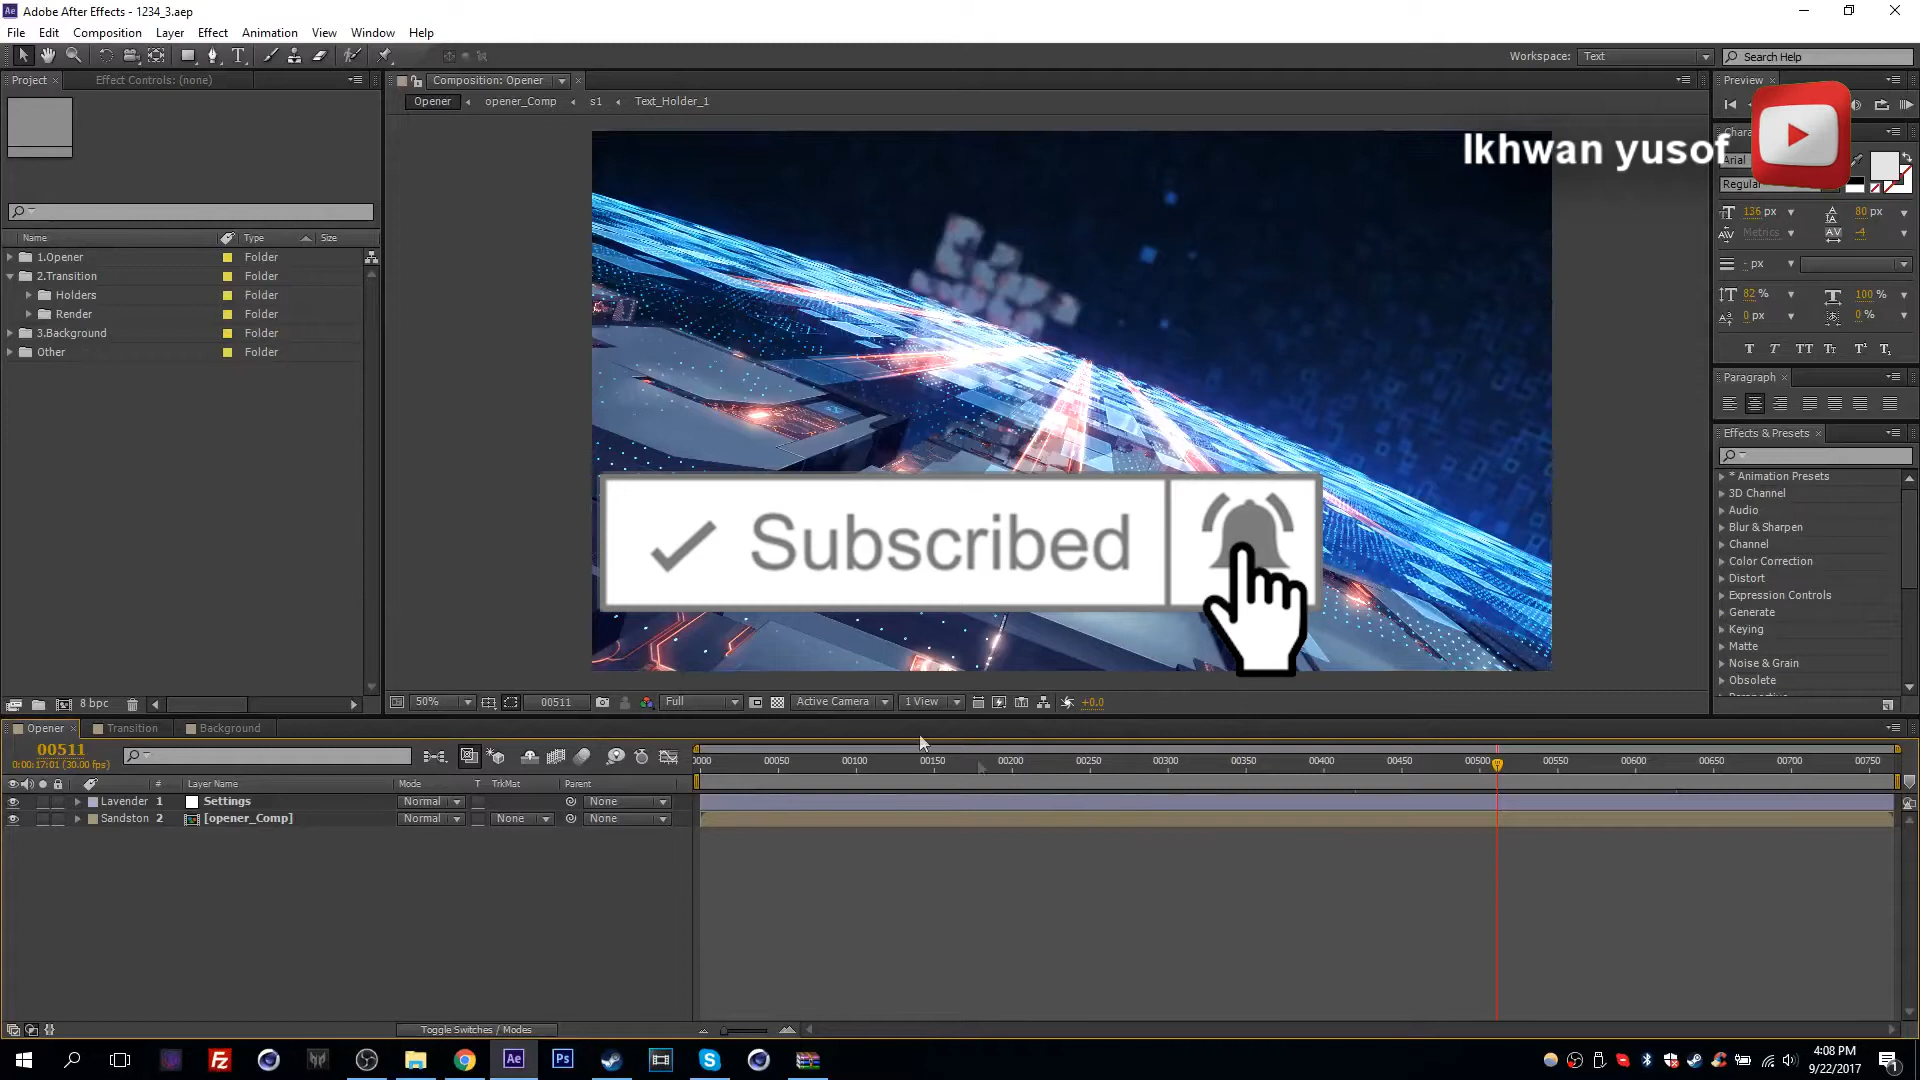 Adobe After Effects - 1234_3.aep
File Edit Composition Layer Effect Animation View Window Help
Workspace: Text Search Help
Project Effect Controls: (none) Composition: Opener Preview
Opener opener_Comp s1 Text_Holder_1
Ikhwan yusof
Arial
Regular
136 px 80 px
Metrics -4
- px
82 % 100 %
0 px 0 %
Paragraph
Effects & Presets
* Animation Presets
3D Channel
Audio
Blur & Sharpen
Channel
Color Correction
Distort
Expression Controls
Generate
Keying
Matte
Noise & Grain
Obsolete
Name Type Size
1.Opener Folder
2.Transition Folder
Holders Folder
Render Folder
3.Background Folder
Other Folder
Subscribed
8 bpc
50% 00511 Full Active Camera 1 View +0.0
Opener Transition Background
00511
0:00:17:01 (30.00 fps)
0000 00050 00100 00150 00200 00250 00300 00350 00400 00450 00500 00550 00600 00650 00700 00750
# Layer Name Mode T TrkMat Parent
Lavender 1 Settings Normal None
Sandston 2 [opener_Comp] Normal None None
Toggle Switches / Modes
4:08 PM
9/22/2017